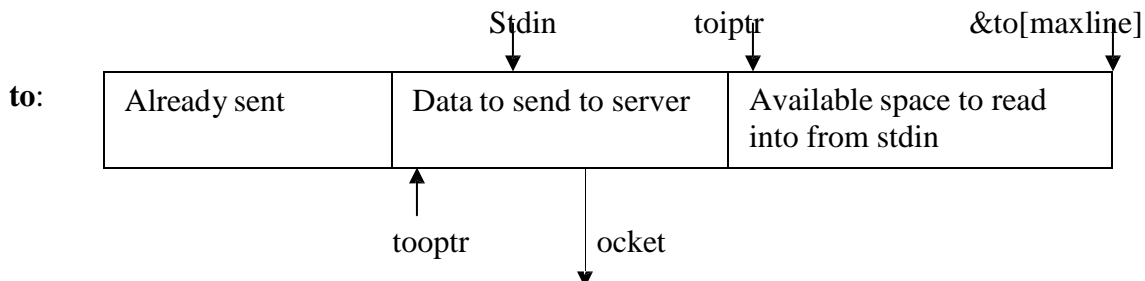 Stdin toiptr &to[maxline]
to: Already sent Data to send to server Available space to read
into from stdin
tooptr ocket